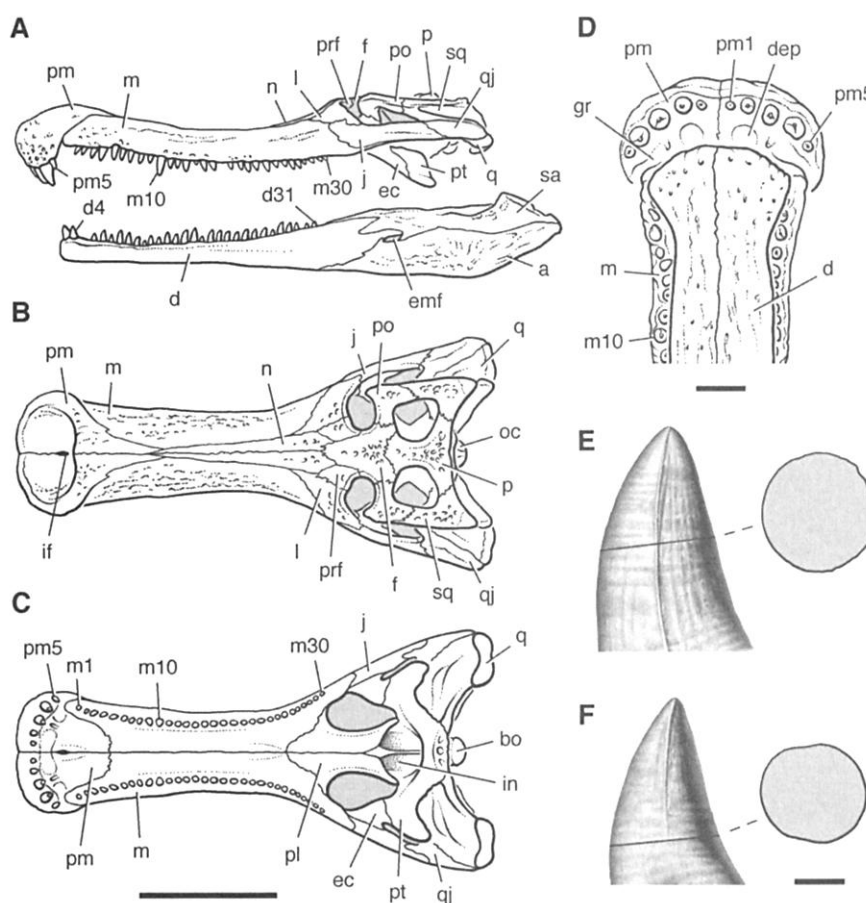 A
pm
m
n
l
prf
f
po
p
sq
qj
pm5
m10
m30
j
ec
pt
q
d4
d31
sa
d
emf
a
B
pm
m
n
j
po
q
oc
p
if
l
prf
f
sq
qj
C
pm5
m1
m10
m30
j
q
bo
in
pm
m
pl
ec
pt
qj
D
pm
pm1
dep
gr
pm5
m
d
m10
E
F